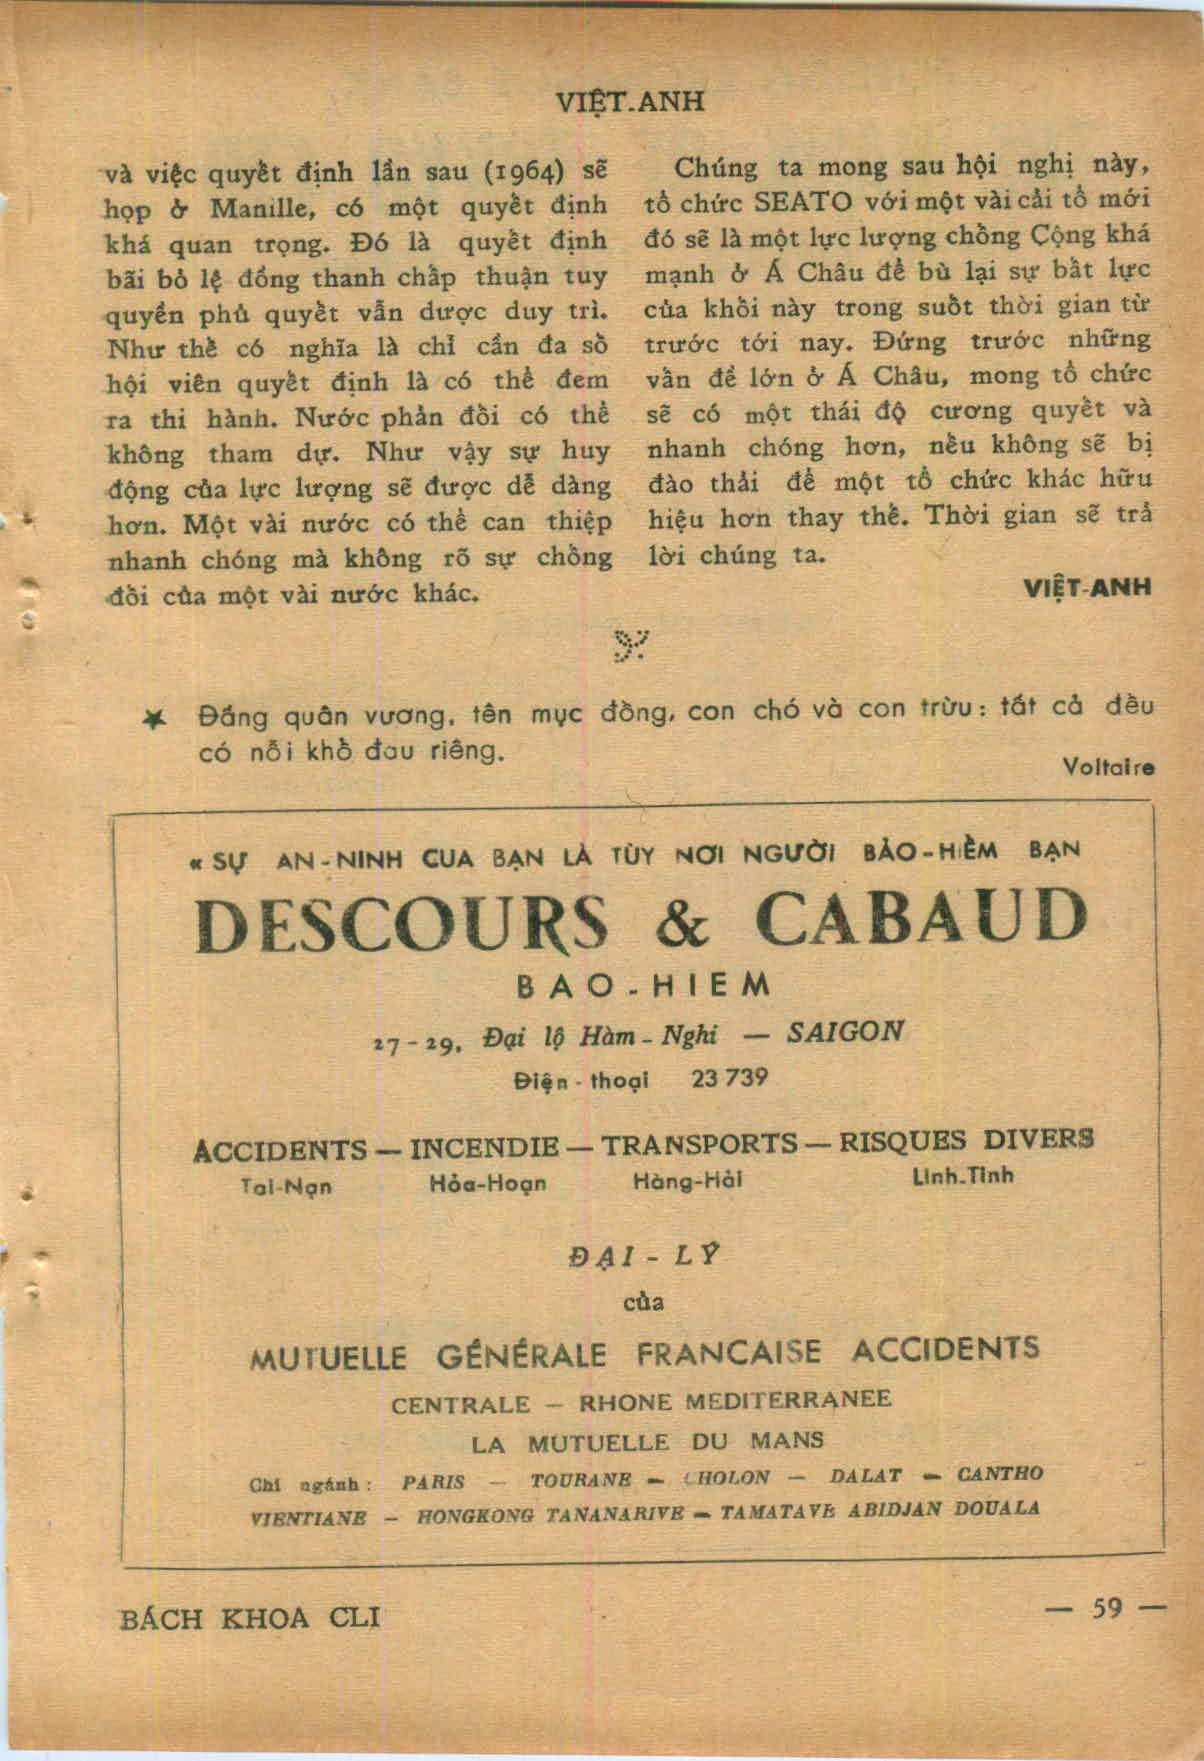 VIỆT-ANH
và việc quyết định lần sau (1964) sẽ
họp ở Manille, có một quyết định
khá quan trọng. Đó là quyết định
bãi bỏ lệ đồng thanh chấp thuận tuy
quyền phủ quyết vẫn dược duy trì.
Như thế có nghĩa là chỉ cần đa số
hội viên quyết định là có thể đem
ra thi hành. Nước phản đối có thể
không tham dự. Như vậy sự huy
động của lực lượng sẽ được dễ dàng
hơn. Một vài nước có thể can thiệp
nhanh chóng mà không rõ sự chống
đối của một vài nước khác.
Chúng ta mong sau hội nghị này,
tổ chức SEATO với một vài cải tổ mới
đó sẽ là một lực lượng chống Cộng khá
mạnh ở Á Châu để bù lại sự bất lực
của khối này trong suốt thời gian từ
trước tới nay. Đứng trước những
vấn đề lớn ở Á Châu, mong tổ chức
sẽ có một thái độ cương quyết và
nhanh chóng hơn, nếu không sẽ bị
đào thải để một tổ chức khác hữu
hiệu hơn thay thế. Thời gian sẽ trả
lời chúng ta.
VIỆT-ANH
★ Đấng quân vương, tên mục đồng, con chó và con trừu: tất cả đều
có nỗi khổ đau riêng.
Voltaire
« SỰ AN-NINH CUA BẠN LÀ TÙY NƠI NGƯỜI BẢO-HIỂM BẠN
DESCOURS & CABAUD
BAO-HIEM
27-29, Đại lộ Hàm-Nghi — SAIGON
Điện-thoại 23 739
ACCIDENTS — INCENDIE — TRANSPORTS — RISQUES DIVERS
Tai-Nạn Hỏa-Hoạn Hàng-Hải Linh-Tinh
ĐẠI-LÝ
của
MUTUELLE GÉNÉRALE FRANCAISE ACCIDENTS
CENTRALE — RHONE MEDITERRANEE
LA MUTUELLE DU MANS
Chi ngánh: PARIS — TOURANE — CHOLON — DALAT — CANTHO
VIENTIANE — HONGKONG TANANARIVE — TAMATAVE ABIDJAN DOUALA
BÁCH KHOA CLI
— 59 —